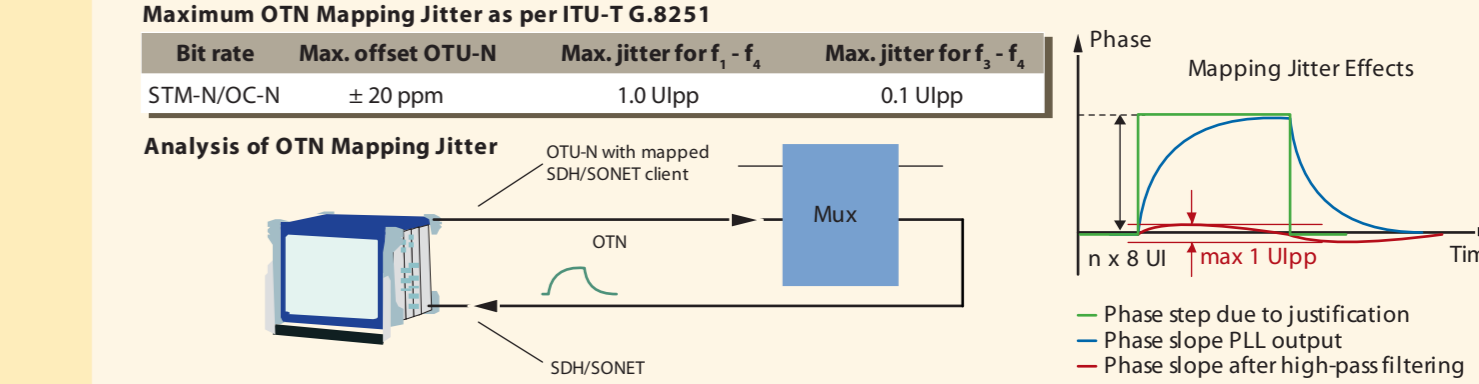 Maximum OTN Mapping Jitter as per ITU-T G.8251
Bit rate Max. offset OTU-N Max. jitter for f1 - f4 Max. jitter for f3 - f4
STM-N/OC-N ± 20 ppm 1.0 UIpp 0.1 UIpp
Analysis of OTN Mapping Jitter
OTU-N with mapped
SDH/SONET client
Mux
OTN
SDH/SONET
Phase
Mapping Jitter Effects
n x 8 UI
max 1 UIpp
Tim
Phase step due to justification
Phase slope PLL output
Phase slope after high-pass filtering